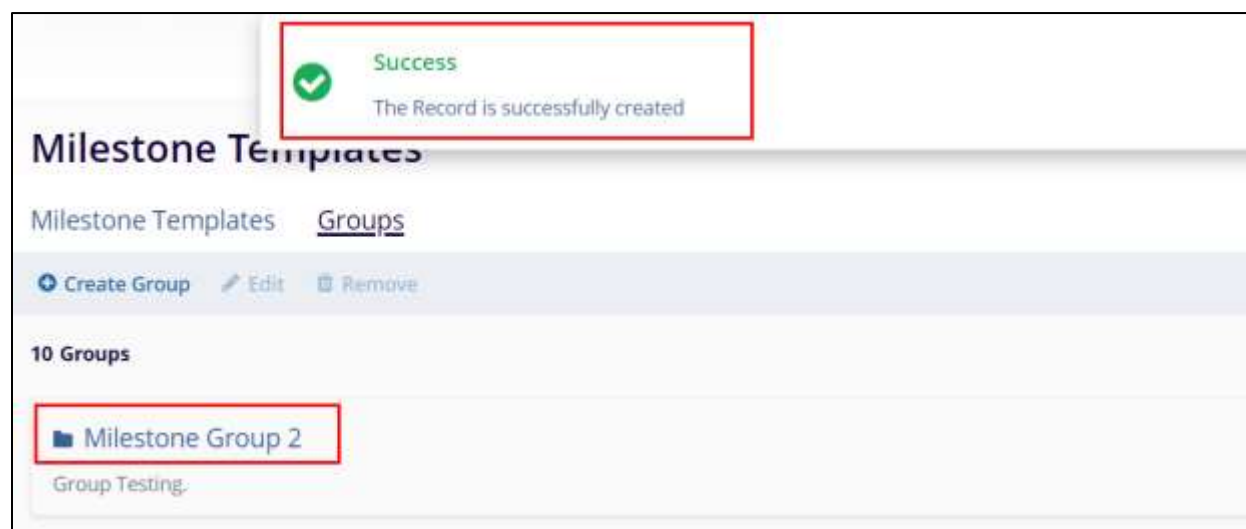 Success
The Record is successfully created
Milestone Templates
Milestone Templates Groups
Create Group Edit Remove
10 Groups
Milestone Group 2
Group Testing.